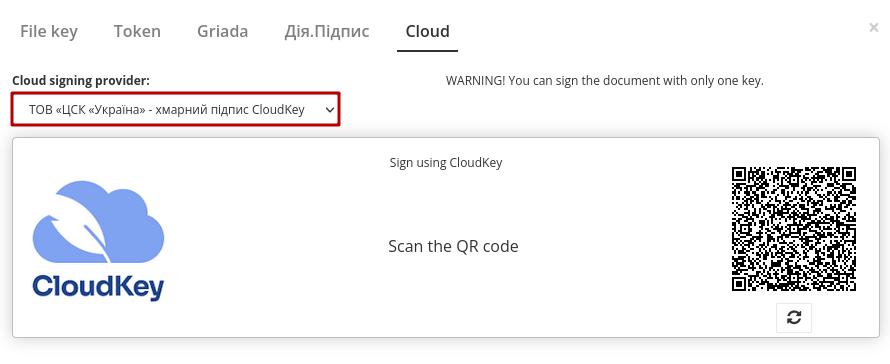 File key Token Griada Дія.Підпис Cloud ×
Cloud signing provider: WARNING! You can sign the document with only one key.
ТОВ «ЦСК «Україна» - хмарний підпис CloudKey
Sign using CloudKey
Scan the QR code
CloudKey